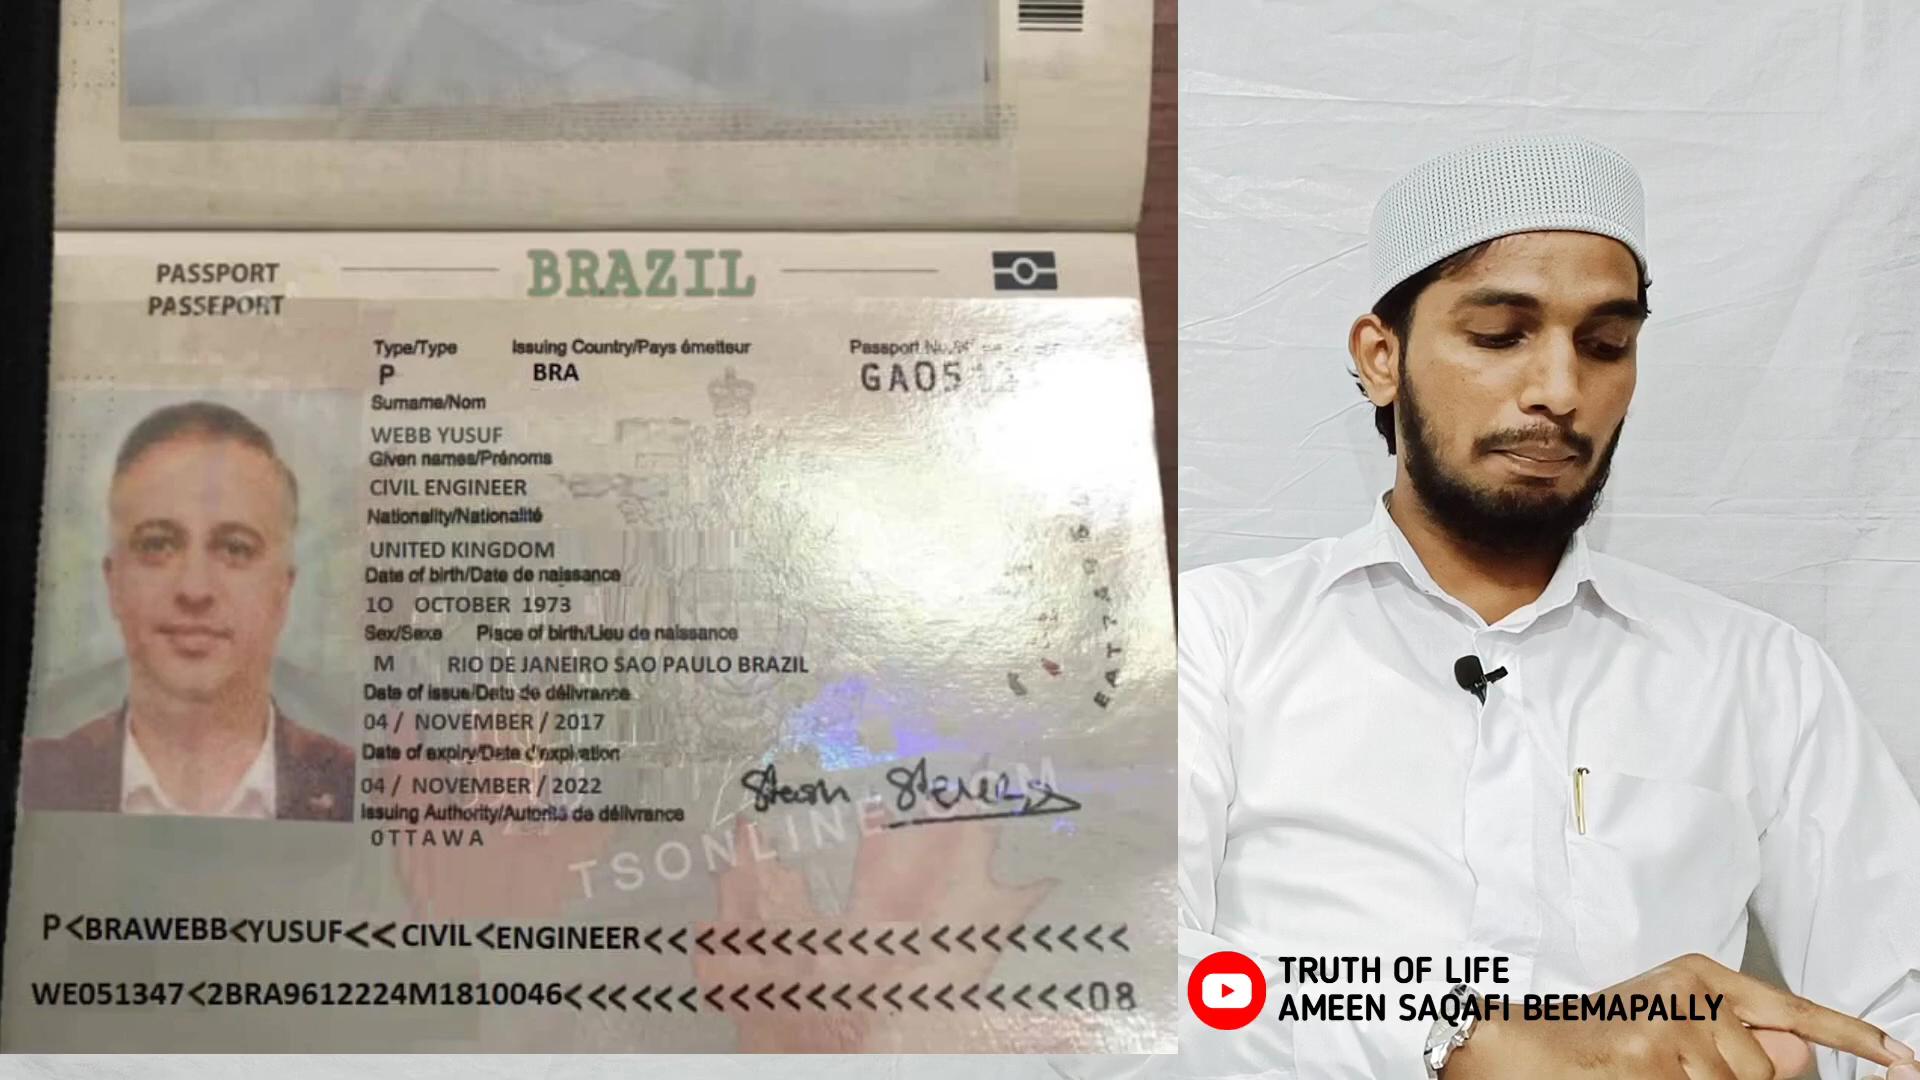 PASSPORT
PASSEPORT
BRAZIL
Type/Type
Issuing Country/Pays émetteur
Passport No.
P
BRA
GA05
Surname/Nom
WEBB YUSUF
Given names/Prénoms
CIVIL ENGINEER
Nationality/Nationalité
UNITED KINGDOM
Date of birth/Date de naissance
10 OCTOBER 1973
Sex/Sexe Place of birth/Lieu de naissance
M RIO DE JANEIRO SAO PAULO BRAZIL
Date of issue/Date de délivrance
04 / NOVEMBER / 2017
Date of expiry/Date d'expiration
04 / NOVEMBER / 2022
Issuing Authority/Autorité de délivrance
OTTAWA
TSONLINE
P<BRAWEBB<YUSUF<<CIVIL<ENGINEER<<<<<<<<<<<<<<<<<<<<
WE051347<2BRA9612224M1810046<<<<<<<<<<<<<<<<<<<<<<08
TRUTH OF LIFE
AMEEN SAQAFI BEEMAPALLY